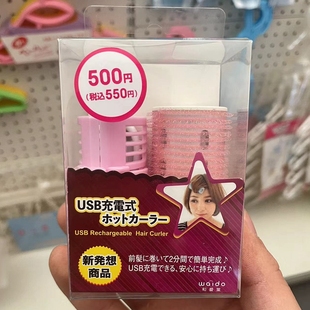 500円
(税込550円)
USB充電式
ホットカーラー
USB Rechargeable Hair Curler
新発想
商品
前髪に巻いて2分間で簡単完成♪
USB充電できる、安心に持ち運び♪
waido